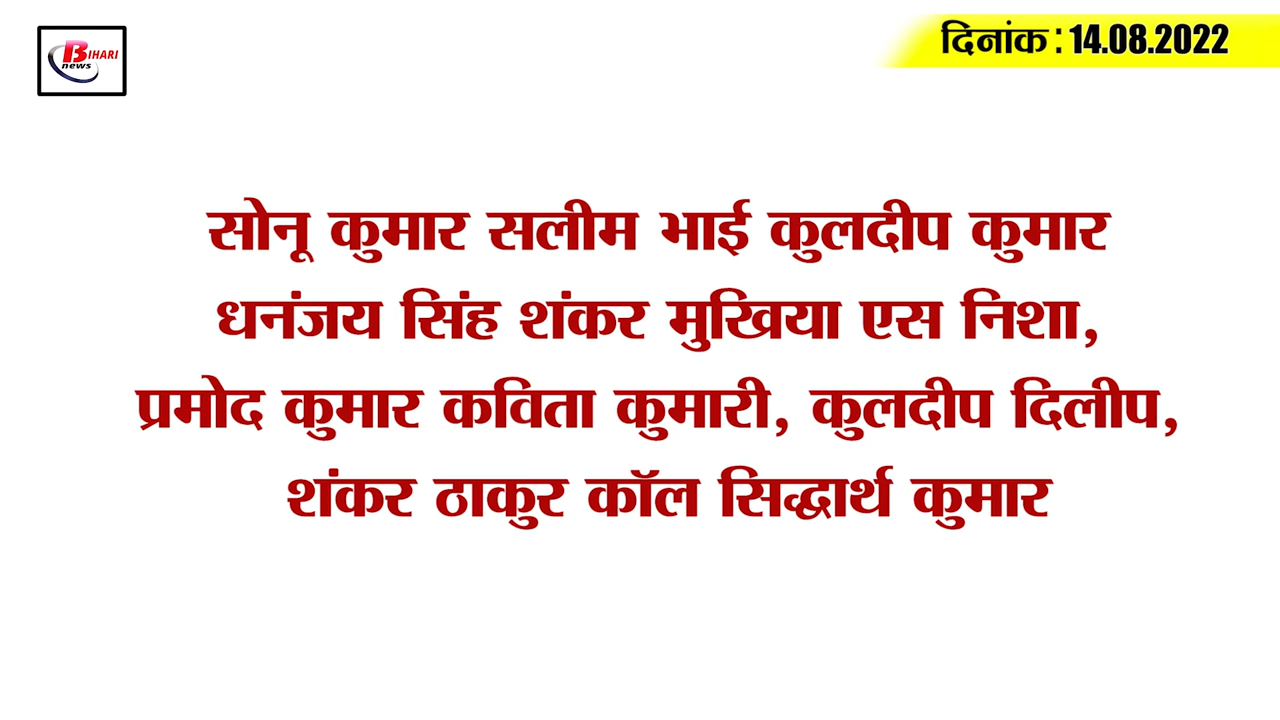 BIHARI
news
दिनांक : 14.08.2022
सोनू कुमार सलीम भाई कुलदीप कुमार
धनंजय सिंह शंकर मुखिया एस निशा,
प्रमोद कुमार कविता कुमारी, कुलदीप दिलीप,
शंकर ठाकुर कॉल सिद्धार्थ कुमार